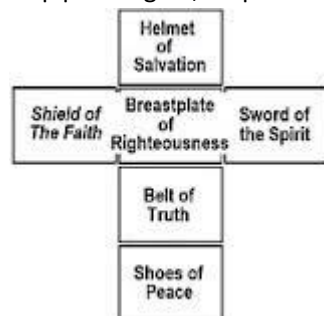 Helmet
of
Salvation
Shield of
The Faith
Breastplate
of
Righteousness
Sword of
the Spirit
Belt of
Truth
Shoes of
Peace